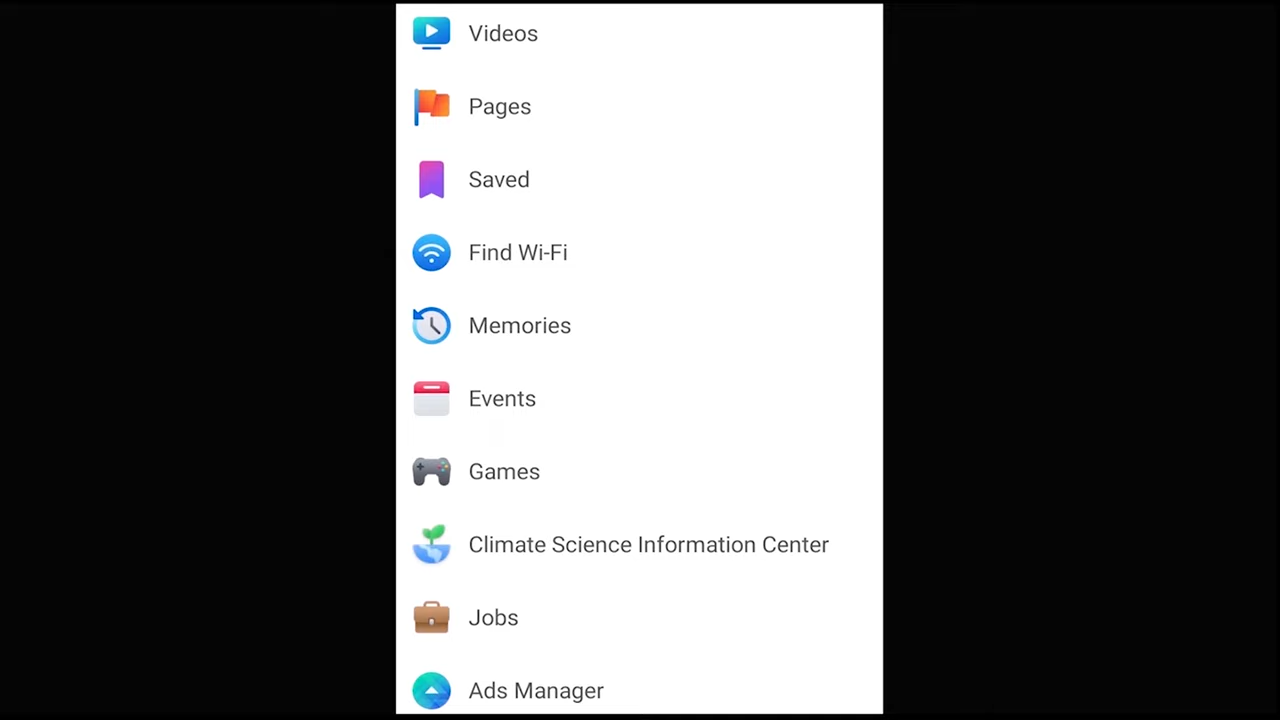 Videos
Pages
Saved
Find Wi-Fi
Memories
Events
Games
Climate Science Information Center
Jobs
Ads Manager